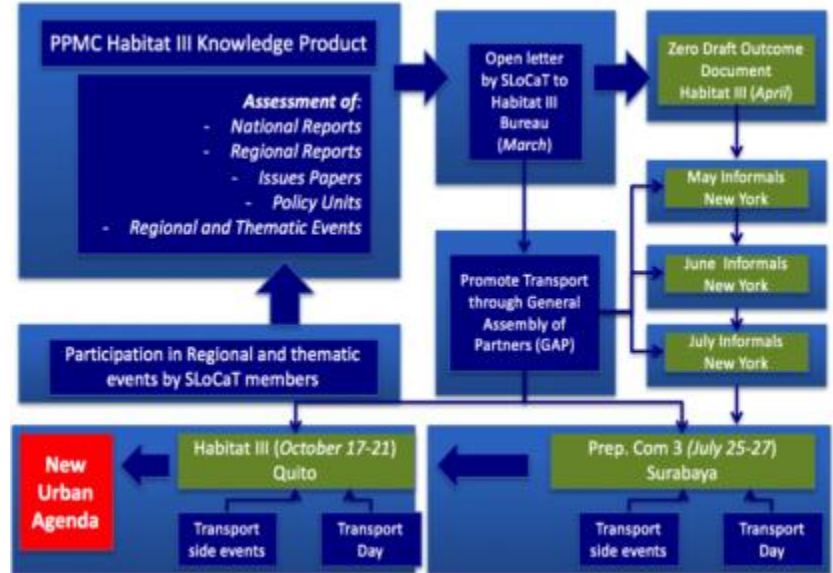 PPMC Habitat III Knowledge Product
Assessment of:
- National Reports
- Regional Reports
- Issues Papers
- Policy Units
- Regional and Thematic Events
Open letter
by SLoCaT to
Habitat III
Bureau
(March)
Zero Draft Outcome
Document
Habitat III (April)
May Informals
New York
June Informals
New York
July Informals
New York
Promote Transport
through General
Assembly of
Partners (GAP)
Participation in Regional and thematic
events by SLoCaT members
New
Urban
Agenda
Habitat III (October 17-21)
Quito
Transport
side events
Transport
Day
Prep. Com 3 (July 25-27)
Surabaya
Transport
side events
Transport
Day